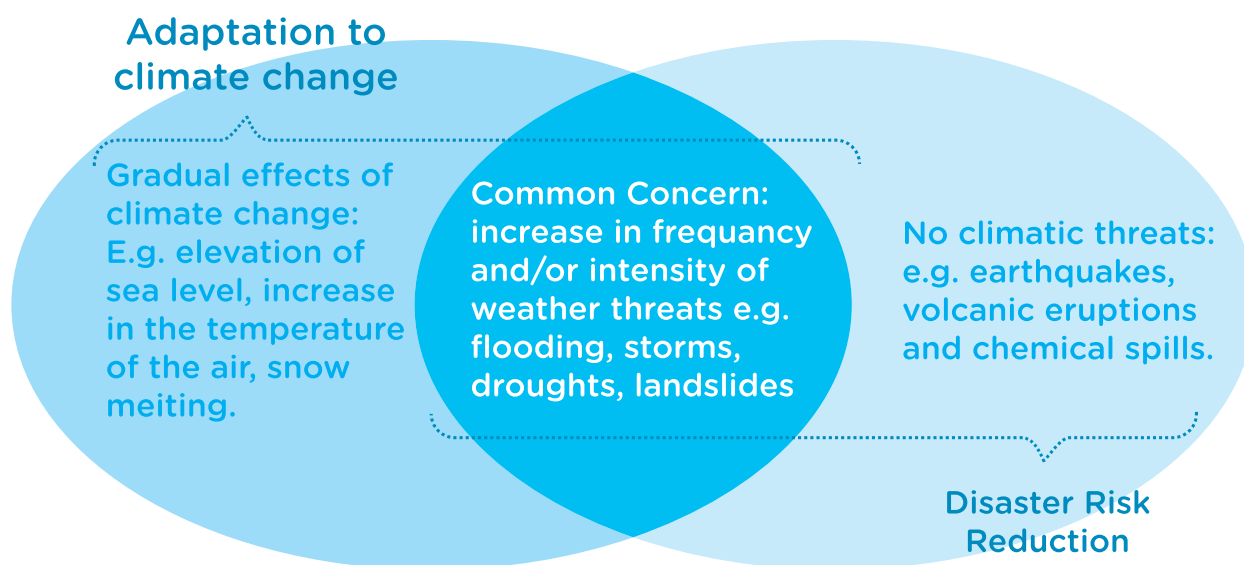 Adaptation to
climate change
Gradual effects of
climate change:
E.g. elevation of
sea level, increase
in the temperature
of the air, snow
meiting.
Common Concern:
increase in frequancy
and/or intensity of
weather threats e.g.
flooding, storms,
droughts, landslides
No climatic threats:
e.g. earthquakes,
volcanic eruptions
and chemical spills.
Disaster Risk
Reduction